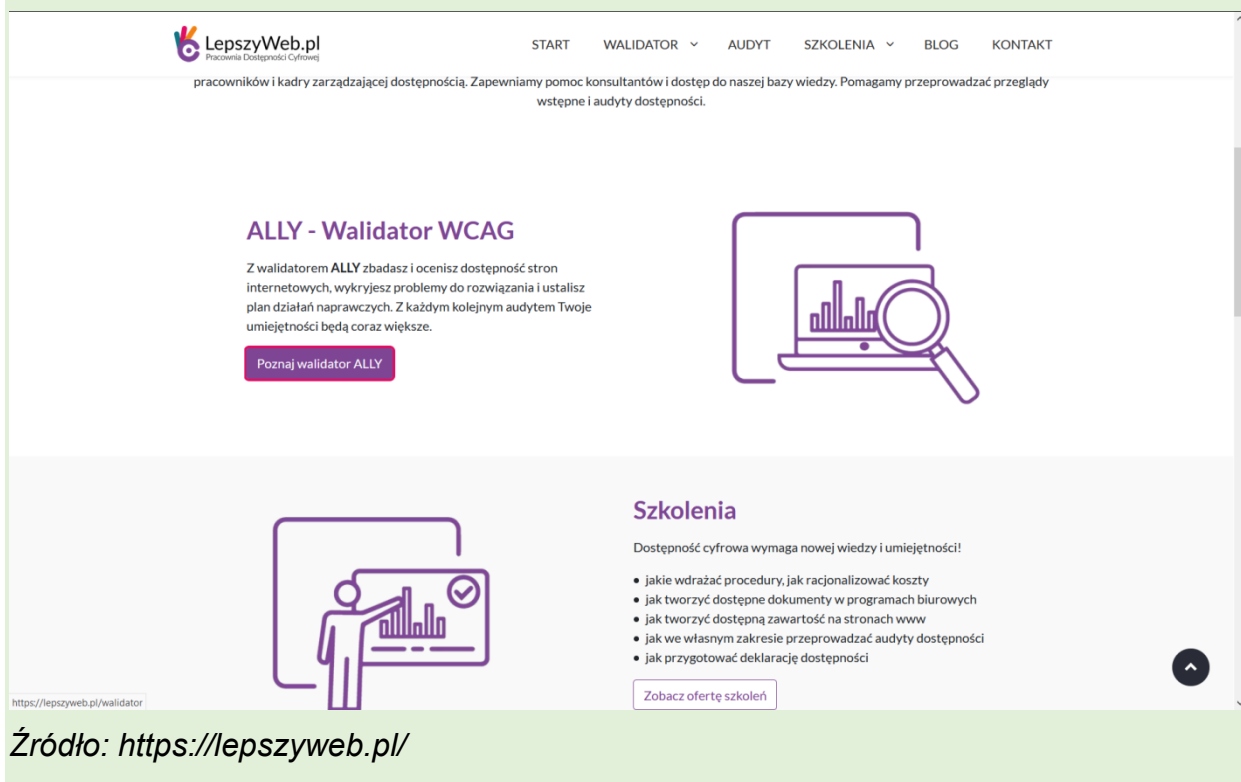 LepszyWeb.pl
Pracownia Dostępności Cyfrowej
START WALIDATOR AUDYT SZKOLENIA BLOG KONTAKT
pracowników i kadry zarządzającej dostępnością. Zapewniamy pomoc konsultantów i dostęp do naszej bazy wiedzy. Pomagamy przeprowadzać przeglądy
wstępne i audyty dostępności.
ALLY - Walidator WCAG
Z walidatorem ALLY zbadasz i ocenisz dostępność stron
internetowych, wykryjesz problemy do rozwiązania i ustalisz
plan działań naprawczych. Z każdym kolejnym audytem Twoje
umiejętności będą coraz większe.
Poznaj walidator ALLY
Szkolenia
Dostępność cyfrowa wymaga nowej wiedzy i umiejętności!
• jakie wdrażać procedury, jak racjonalizować koszty
• jak tworzyć dostępne dokumenty w programach biurowych
• jak tworzyć dostępną zawartość na stronach www
• jak we własnym zakresie przeprowadzać audyty dostępności
• jak przygotować deklarację dostępności
Zobacz ofertę szkoleń
https://lepszyweb.pl/walidator
Źródło: https://lepszyweb.pl/